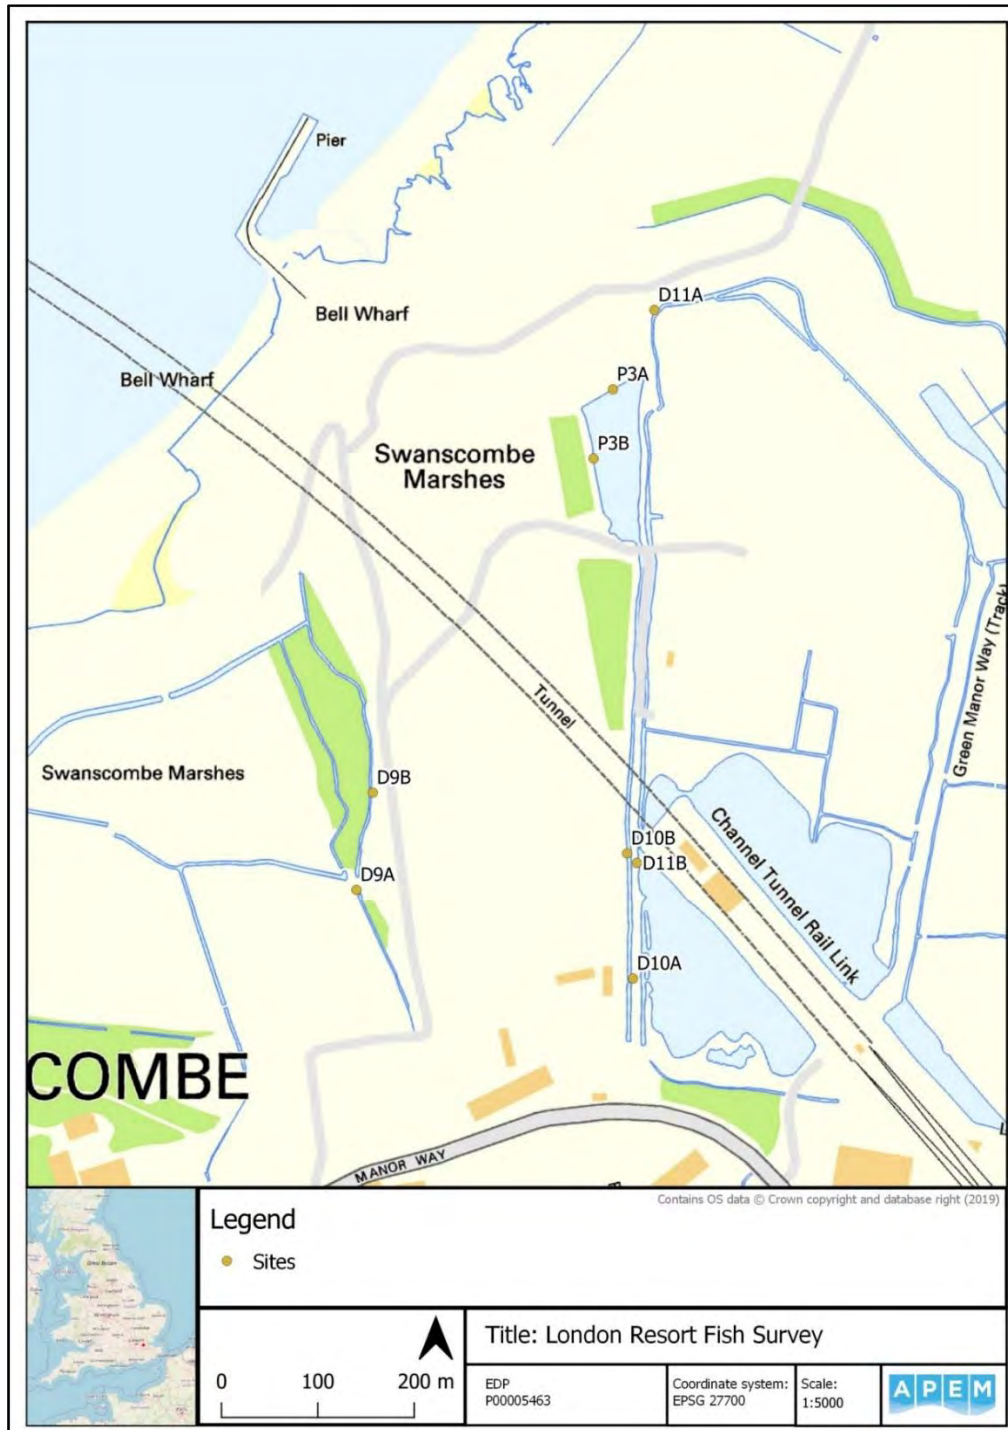 Pier
Bell Wharf
Bell Wharf
D11A
P3A
P3B
Swanscombe
Marshes
Green Manor Way (Track)
Tunnel
Swanscombe Marshes
D9B
Channel Tunnel Rail Link
D10B
D11B
D9A
D10A
COMBE
MANOR WAY
Contains OS data © Crown copyright and database right (2019)
Legend
Sites
Title: London Resort Fish Survey
0 100 200 m
EDP
P00005463
Coordinate system:
EPSG 27700
Scale:
1:5000
APEM